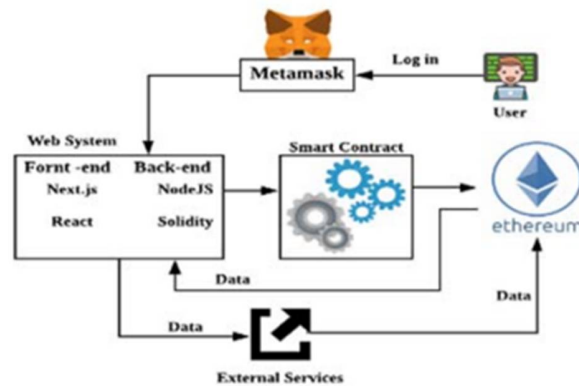 Metamask
Log in
User
Web System
Smart Contract
Fornt -end Back-end
Next.js NodeJS
React Solidity
ethereum
Data
Data
Data
External Services